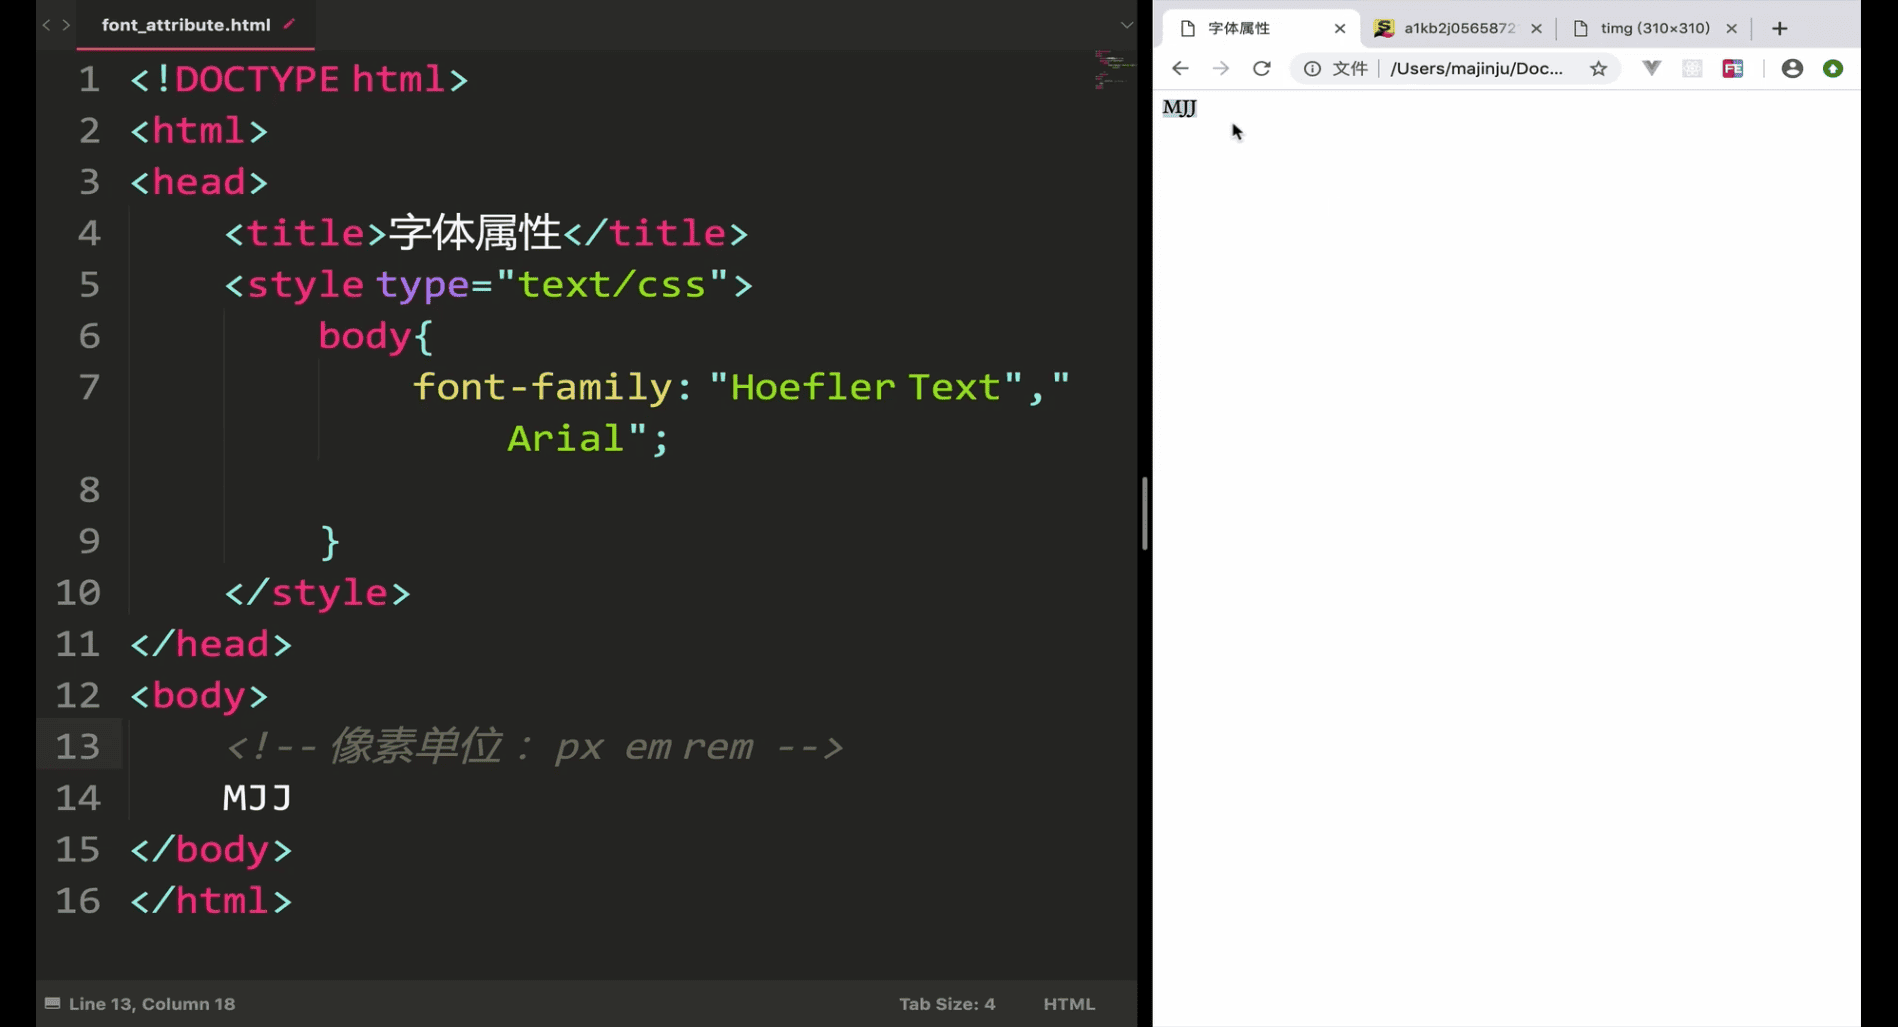 font_attribute.html
1 <!DOCTYPE html>
2 <html>
3 <head>
4 <title>字体属性</title>
5 <style type="text/css">
6 body{
7 font-family: "Hoefler Text","
Arial";
8
9 }
10 </style>
11 </head>
12 <body>
13 <!-- 像素单位： px em rem -->
14 MJJ
15 </body>
16 </html>
Line 13, Column 18
Tab Size: 4
HTML
字体属性
a1kb2j0565872
timg (310×310)
文件
/Users/majinju/Doc...
FE
MJJ